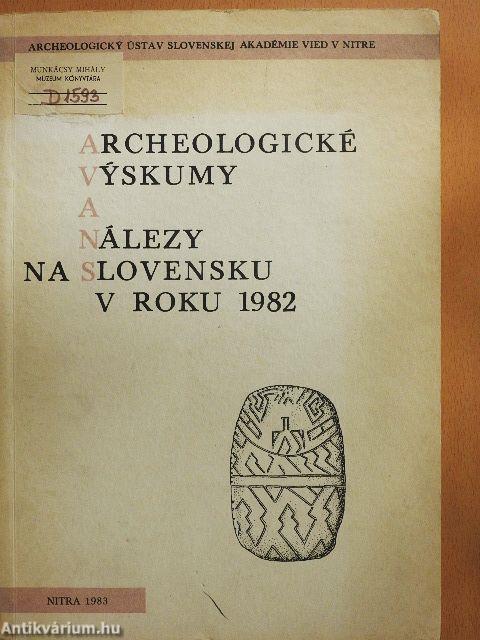 ARCHEOLOGICKÝ ÚSTAV SLOVENSKEJ AKADÉMIE VIED V NITRE
MUNKÁCSY MIHÁLY
MÚZEUM KÖNYVTÁRA
D 1593
ARCHEOLOGICKÉ
VÝSKUMY
A
NÁLEZY
NA SLOVENSKU
V ROKU 1982
NITRA 1983
Antikvárium.hu